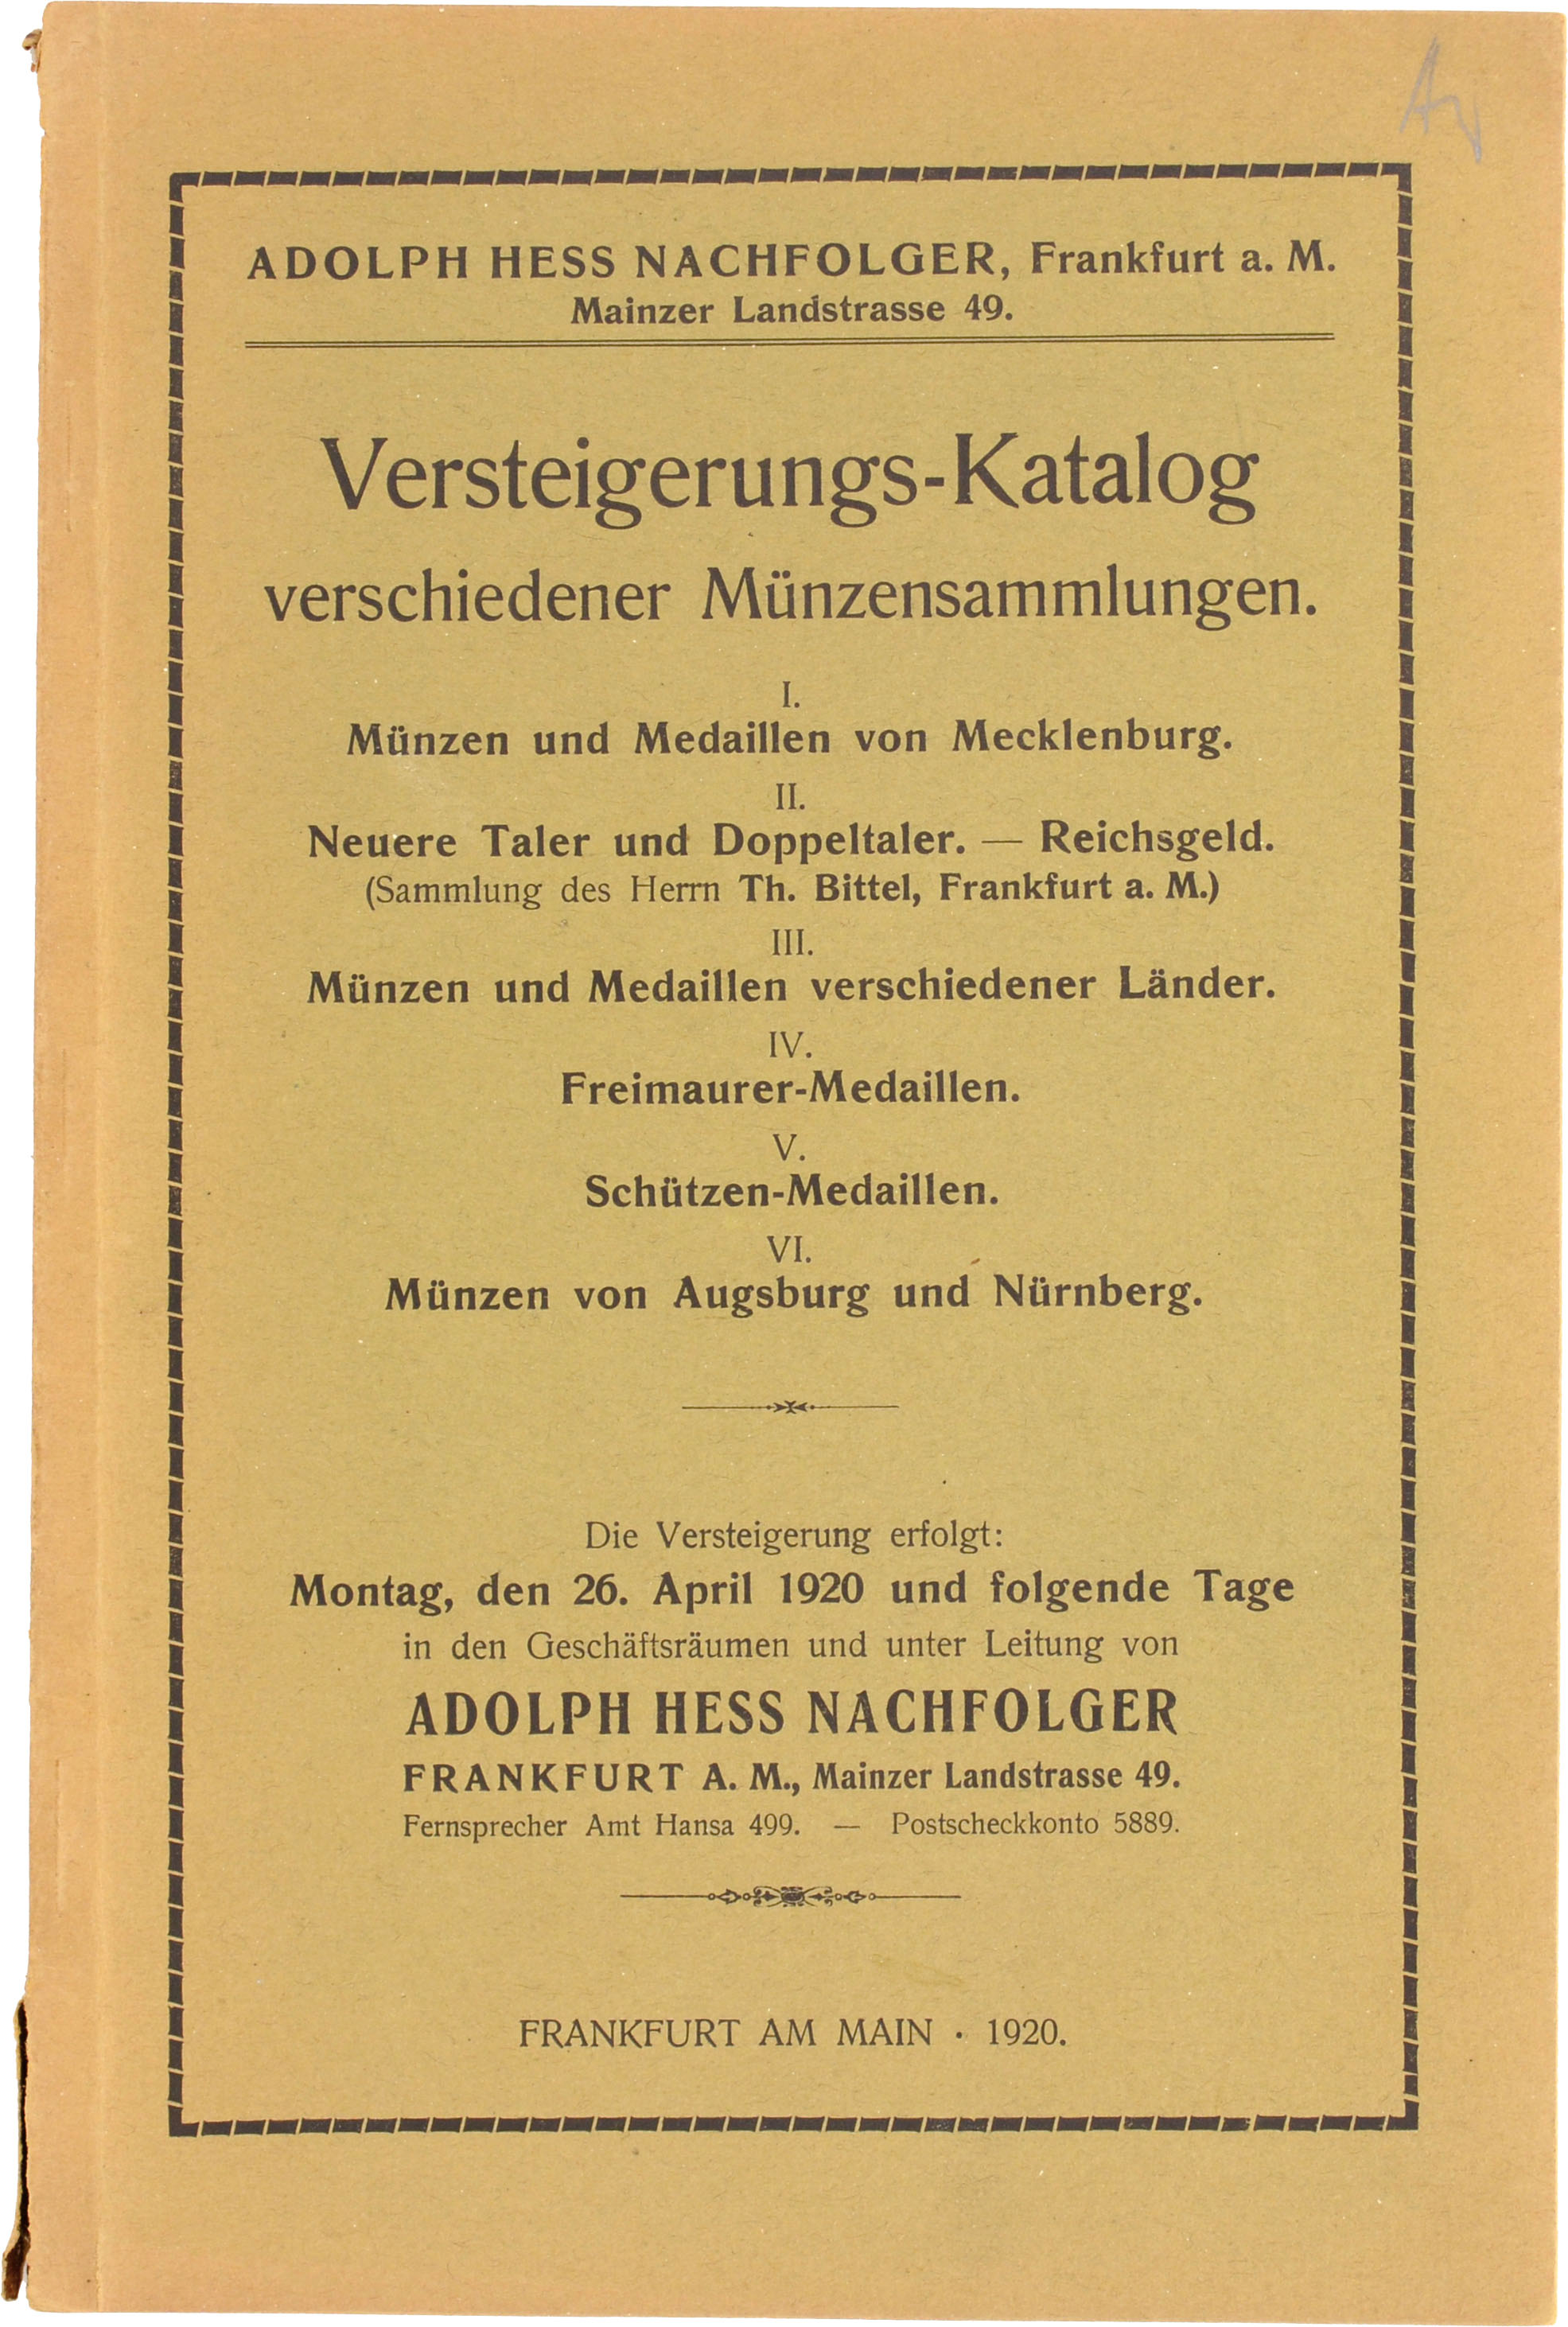 ADOLPH HESS NACHFOLGER, Frankfurt a. M.
Mainzer Landstrasse 49.
Versteigerungs-Katalog
verschiedener Münzensammlungen.
I.
Münzen und Medaillen von Mecklenburg.
II.
Neuere Taler und Doppeltaler. — Reichsgeld.
(Sammlung des Herrn Th. Bittel, Frankfurt a. M.)
III.
Münzen und Medaillen verschiedener Länder.
IV.
Freimaurer-Medaillen.
V.
Schützen-Medaillen.
VI.
Münzen von Augsburg und Nürnberg.
Die Versteigerung erfolgt:
Montag, den 26. April 1920 und folgende Tage
in den Geschäftsräumen und unter Leitung von
ADOLPH HESS NACHFOLGER
FRANKFURT A. M., Mainzer Landstrasse 49.
Fernsprecher Amt Hansa 499. — Postscheckkonto 5889.
FRANKFURT AM MAIN · 1920.